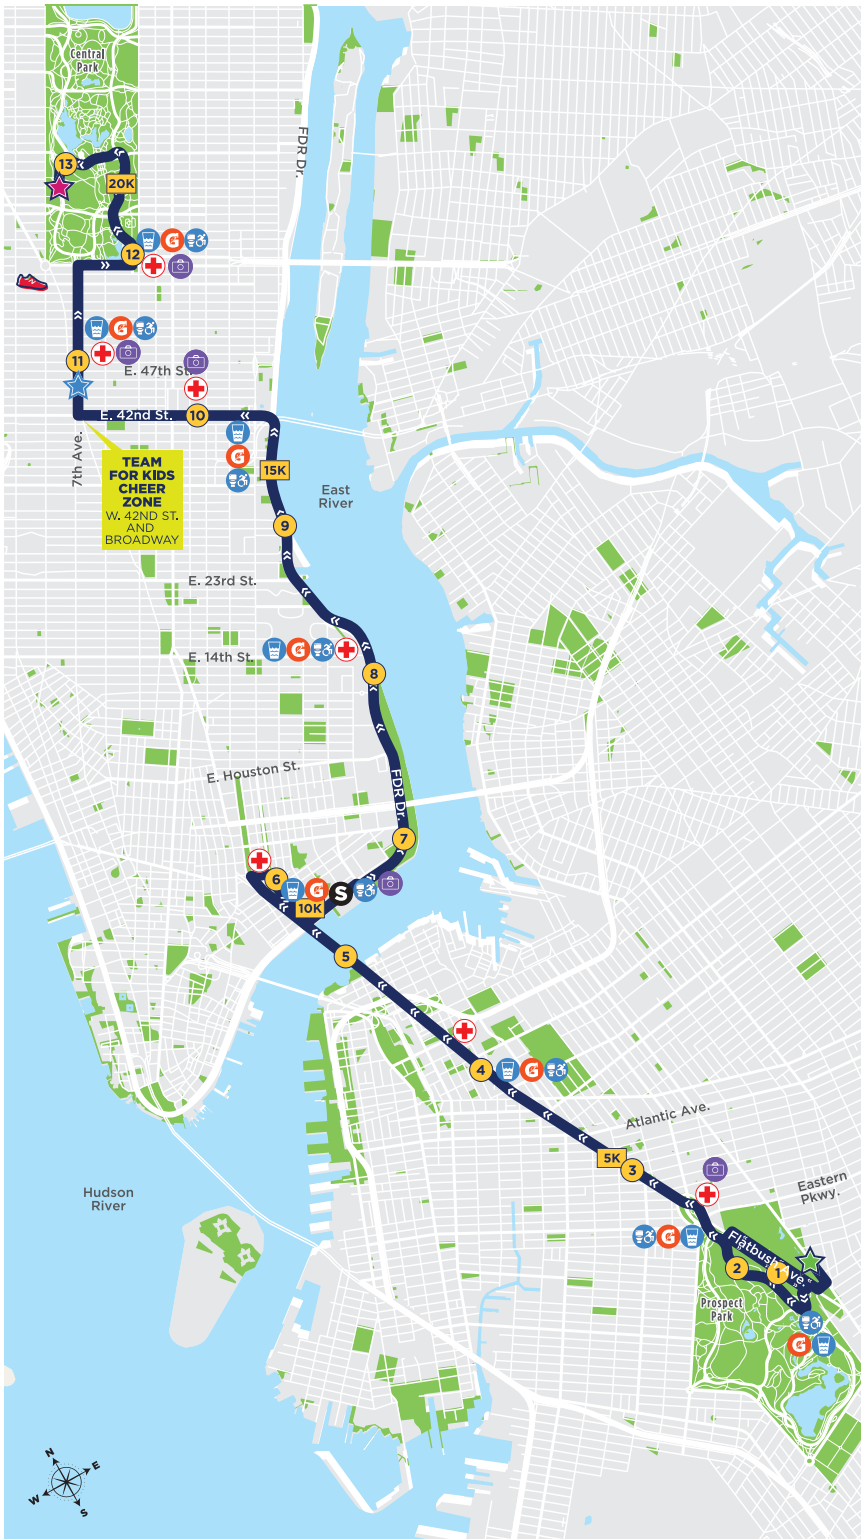 Central
Park
FDR Dr.
13
20K
12
G
11
G
E. 47th St.
E. 42nd St.
10
7th Ave.
TEAM
FOR KIDS
CHEER
ZONE
W. 42ND ST.
AND
BROADWAY
G
15K
East
River
9
E. 23rd St.
E. 14th St.
G
8
E. Houston St.
FDR Dr.
7
6
G
S
10K
5
4
G
Atlantic Ave.
5K
3
Eastern
Pkwy.
Hudson
River
G
Flatbush Ave.
2
1
Prospect
Park
G
N
E
W
S